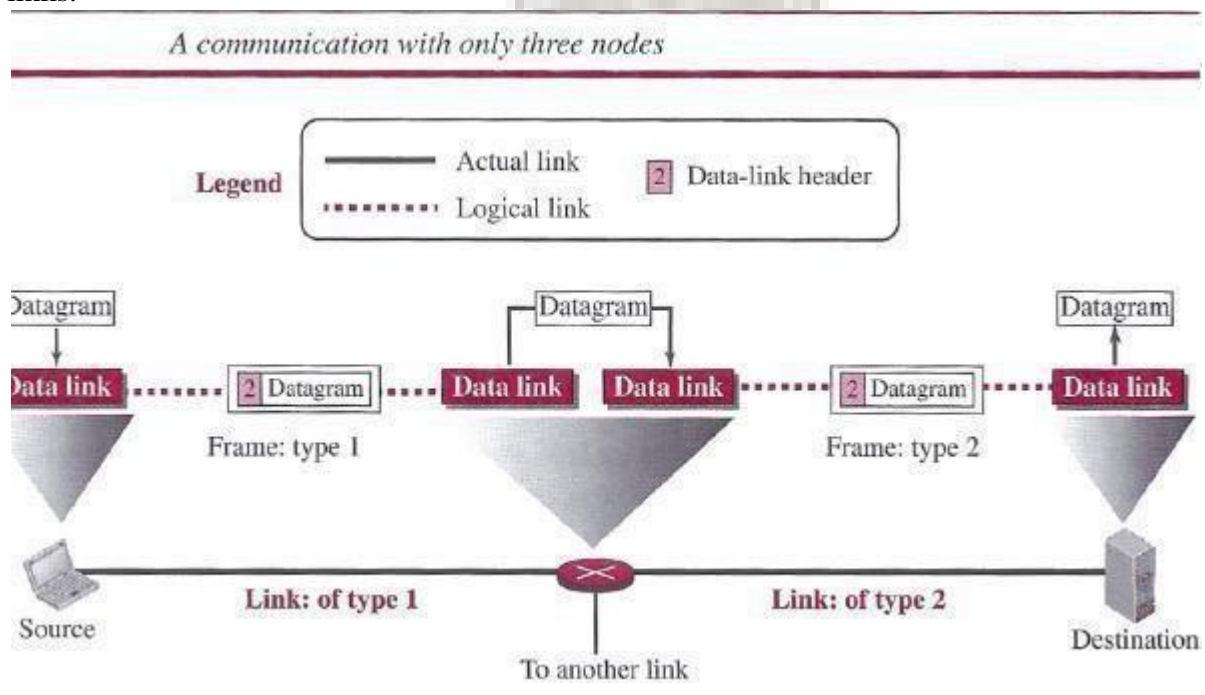 A communication with only three nodes
Legend
Actual link
Logical link
2 Data-link header
Datagram
Datagram
Datagram
Data link
2 Datagram
Data link
Data link
2 Datagram
Data link
Frame: type 1
Frame: type 2
Link: of type 1
Link: of type 2
Source
Destination
To another link